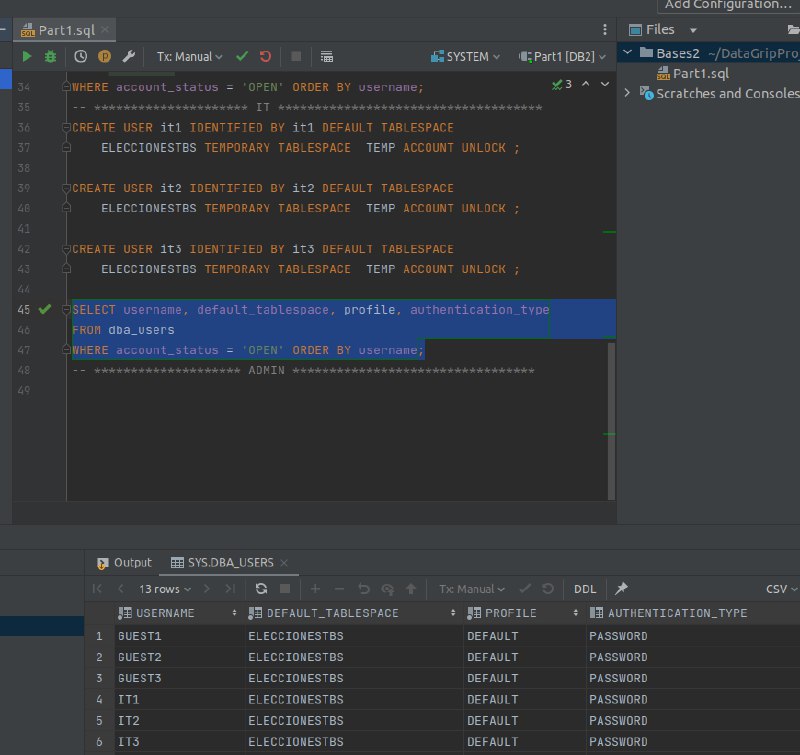 Add Configuration...
Part1.sql
Files
Tx: Manual
SYSTEM
Part1 [DB2]
Bases2 ~/DataGripPro
Part1.sql
Scratches and Consoles
3
34 WHERE account_status = 'OPEN' ORDER BY username;
35 -- ********************* IT ************************************
36 CREATE USER it1 IDENTIFIED BY it1 DEFAULT TABLESPACE
37 ELECCIONESTBS TEMPORARY TABLESPACE TEMP ACCOUNT UNLOCK ;
38
39 CREATE USER it2 IDENTIFIED BY it2 DEFAULT TABLESPACE
40 ELECCIONESTBS TEMPORARY TABLESPACE TEMP ACCOUNT UNLOCK ;
41
42 CREATE USER it3 IDENTIFIED BY it3 DEFAULT TABLESPACE
43 ELECCIONESTBS TEMPORARY TABLESPACE TEMP ACCOUNT UNLOCK ;
44
45 SELECT username, default_tablespace, profile, authentication_type
46 FROM dba_users
47 WHERE account_status = 'OPEN' ORDER BY username;
48 -- ******************** ADMIN *********************************
49
Output
SYS.DBA_USERS
13 rows
Tx: Manual
DDL
CSV
USERNAME DEFAULT_TABLESPACE PROFILE AUTHENTICATION_TYPE
1 GUEST1 ELECCIONESTBS DEFAULT PASSWORD
2 GUEST2 ELECCIONESTBS DEFAULT PASSWORD
3 GUEST3 ELECCIONESTBS DEFAULT PASSWORD
4 IT1 ELECCIONESTBS DEFAULT PASSWORD
5 IT2 ELECCIONESTBS DEFAULT PASSWORD
6 IT3 ELECCIONESTBS DEFAULT PASSWORD